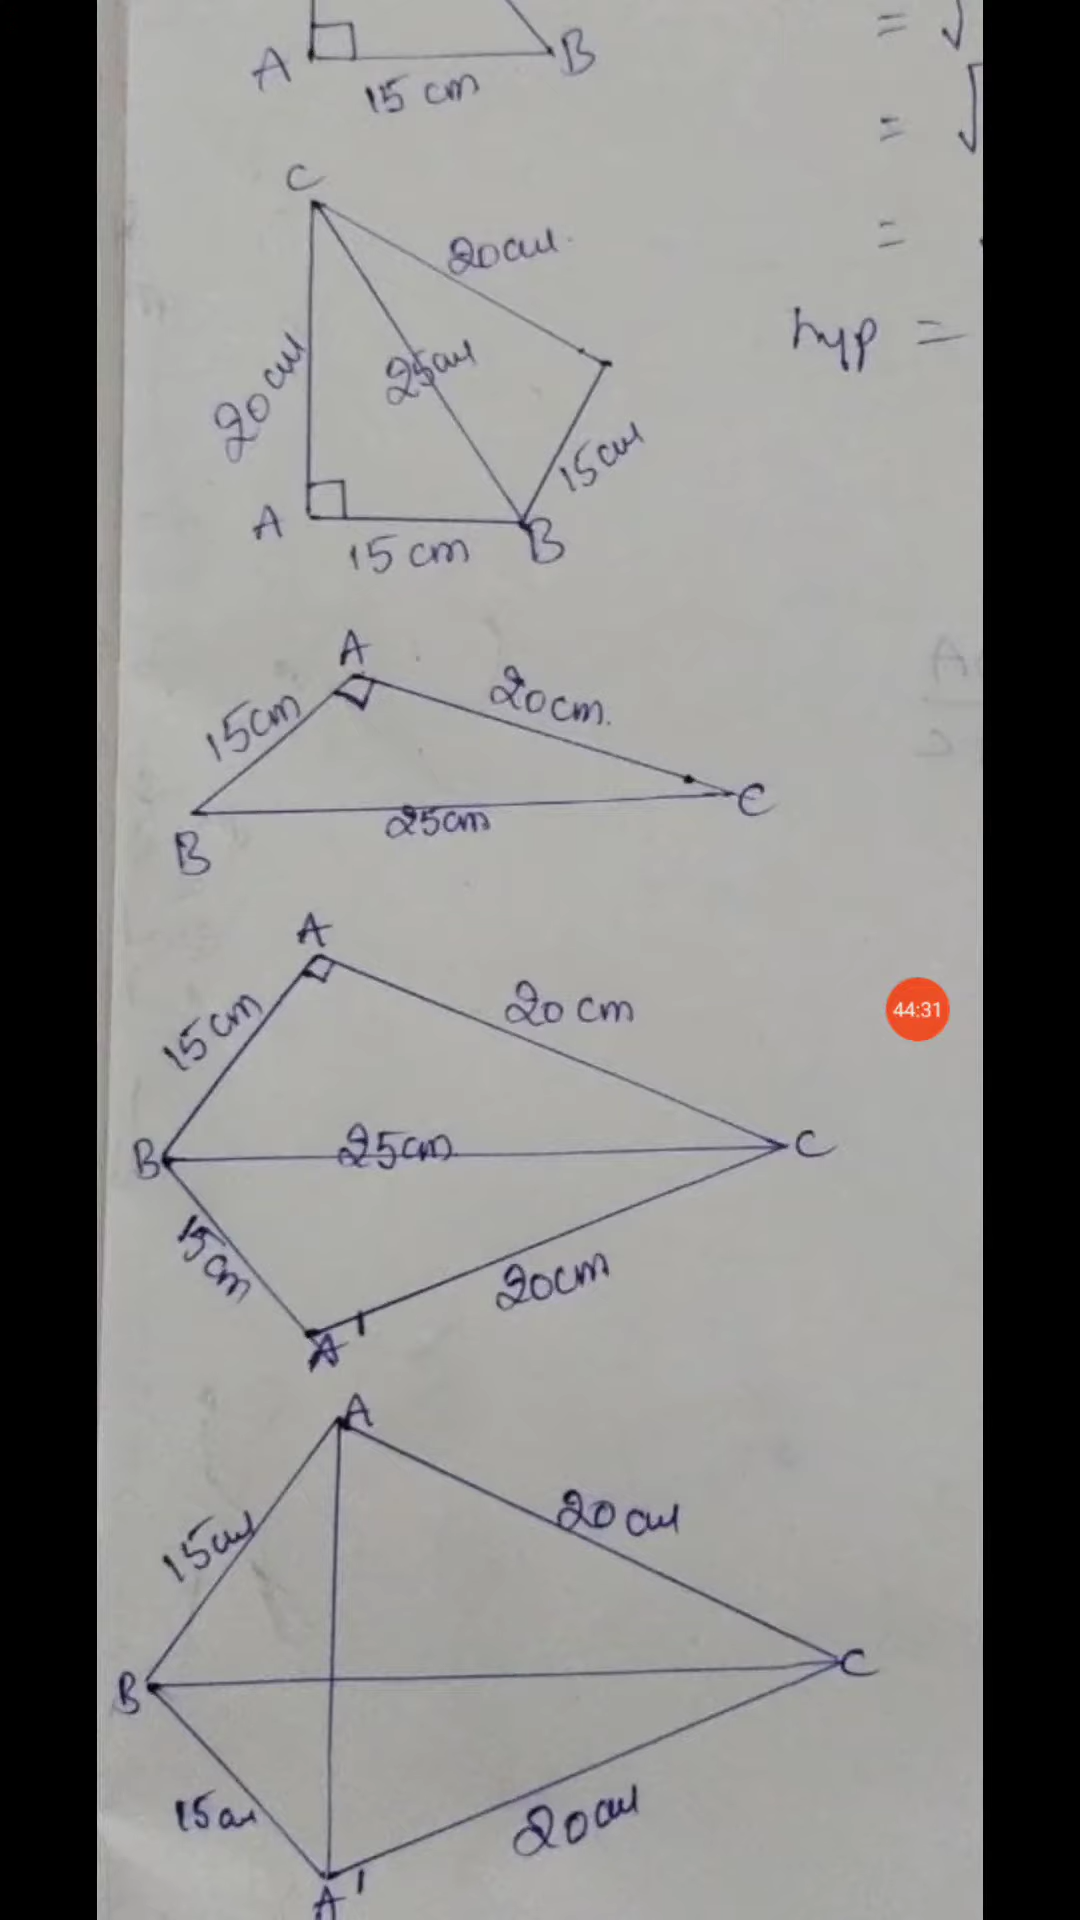 = √
A B
15 cm
= √
C
=
20cm.
hyp =
25cm
20cm
15cm
A
15 cm B
A
20cm.
15cm
25cm C
B
A
20 cm
15cm
44:31
B 25cm C
15cm
20cm
A'
A
20cm
15cm
B C
15cm
20cm
A'